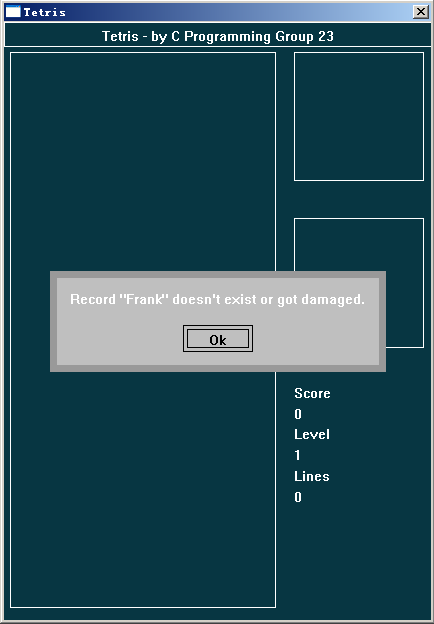 Tetris
Tetris - by C Programming Group 23
Record "Frank" doesn't exist or got damaged.
Ok
Score
0
Level
1
Lines
0